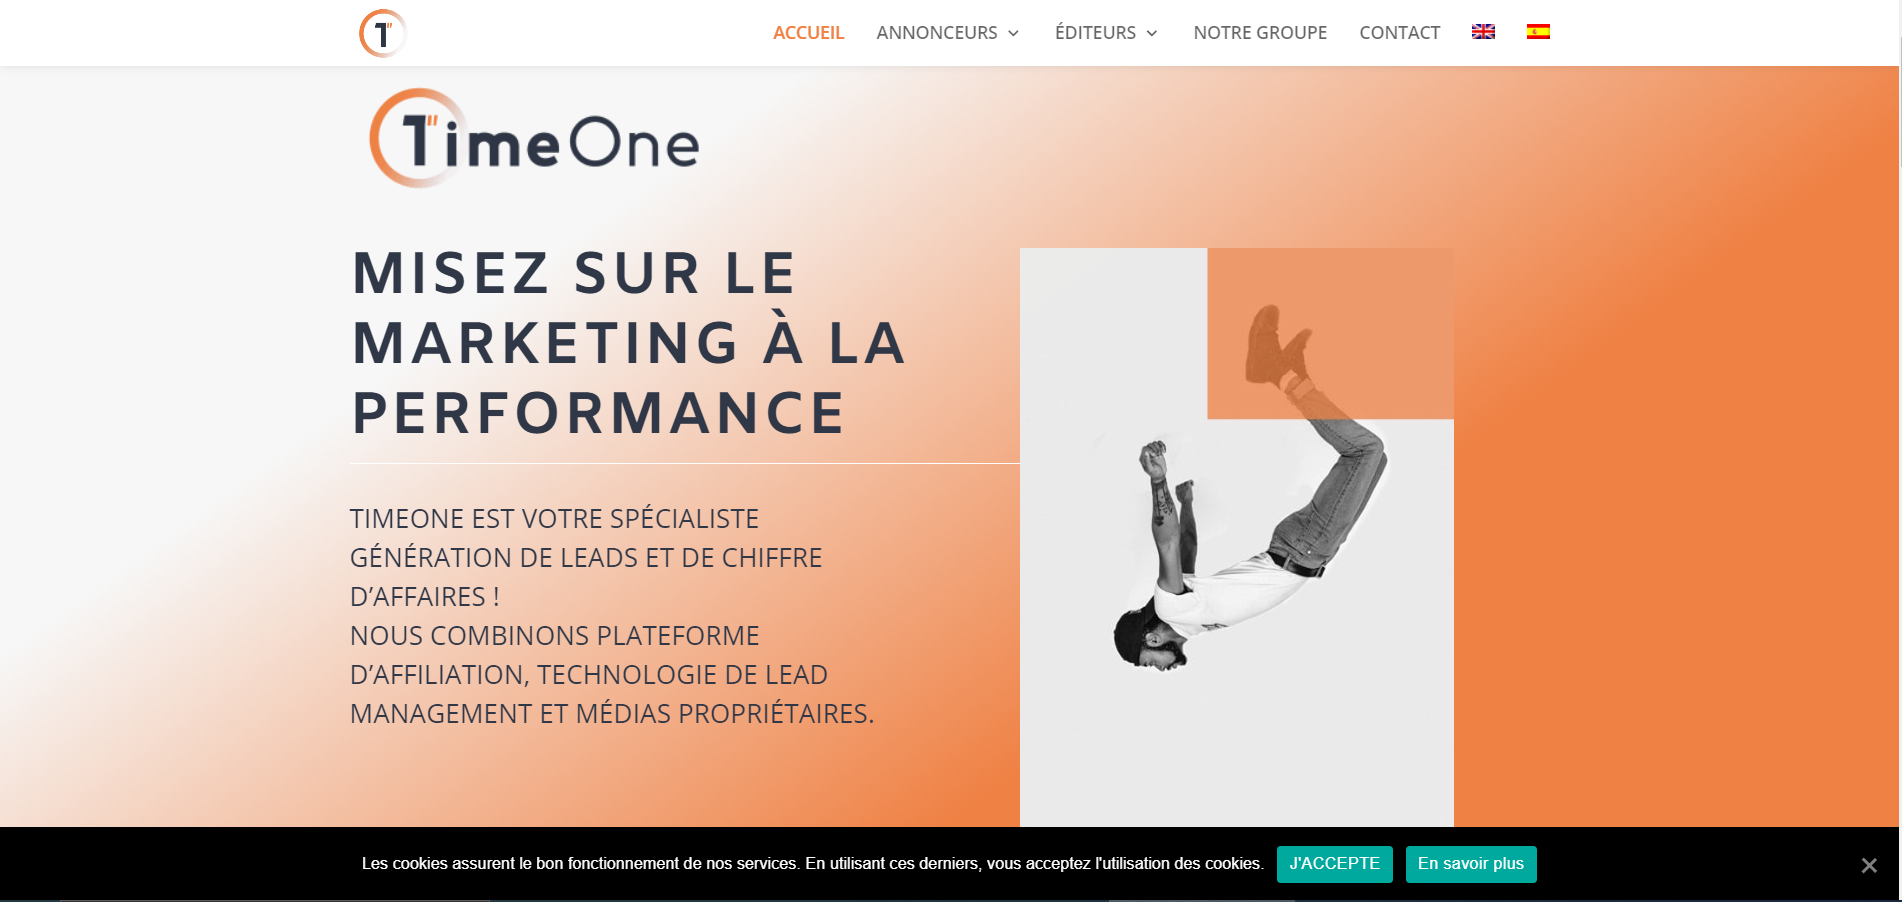 T
ACCUEIL ANNONCEURS ÉDITEURS NOTRE GROUPE CONTACT
TimeOne
MISEZ SUR LE
MARKETING À LA
PERFORMANCE
TIMEONE EST VOTRE SPÉCIALISTE
GÉNÉRATION DE LEADS ET DE CHIFFRE
D’AFFAIRES !
NOUS COMBINONS PLATEFORME
D’AFFILIATION, TECHNOLOGIE DE LEAD
MANAGEMENT ET MÉDIAS PROPRIÉTAIRES.
Les cookies assurent le bon fonctionnement de nos services. En utilisant ces derniers, vous acceptez l'utilisation des cookies. J'ACCEPTE En savoir plus